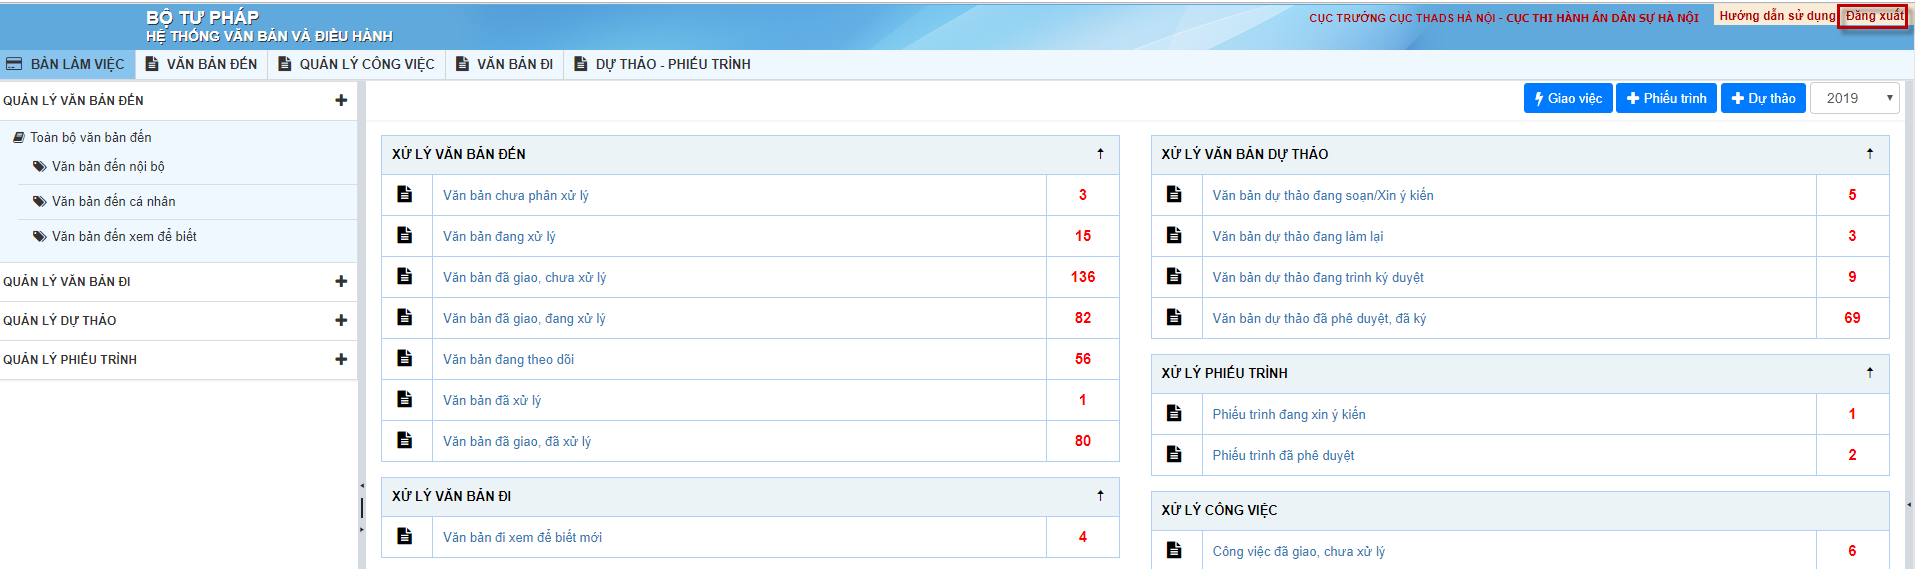 BỘ TƯ PHÁP
HỆ THỐNG VĂN BẢN VÀ ĐIỀU HÀNH
CỤC TRƯỞNG CỤC THADS HÀ NỘI - CỤC THI HÀNH ÁN DÂN SỰ HÀ NỘI
Hướng dẫn sử dụng
Đăng xuất
BÀN LÀM VIỆC
VĂN BẢN ĐẾN
QUẢN LÝ CÔNG VIỆC
VĂN BẢN ĐI
DỰ THẢO - PHIẾU TRÌNH
QUẢN LÝ VĂN BẢN ĐẾN
Toàn bộ văn bản đến
Văn bản đến nội bộ
Văn bản đến cá nhân
Văn bản đến xem để biết
QUẢN LÝ VĂN BẢN ĐI
QUẢN LÝ DỰ THẢO
QUẢN LÝ PHIẾU TRÌNH
Giao việc
Phiếu trình
Dự thảo
2019
XỬ LÝ VĂN BẢN ĐẾN
Văn bản chưa phân xử lý 3
Văn bản đang xử lý 15
Văn bản đã giao, chưa xử lý 136
Văn bản đã giao, đang xử lý 82
Văn bản đang theo dõi 56
Văn bản đã xử lý 1
Văn bản đã giao, đã xử lý 80
XỬ LÝ VĂN BẢN ĐI
Văn bản đi xem để biết mới 4
XỬ LÝ VĂN BẢN DỰ THẢO
Văn bản dự thảo đang soạn/Xin ý kiến 5
Văn bản dự thảo đang làm lại 3
Văn bản dự thảo đang trình ký duyệt 9
Văn bản dự thảo đã phê duyệt, đã ký 69
XỬ LÝ PHIẾU TRÌNH
Phiếu trình đang xin ý kiến 1
Phiếu trình đã phê duyệt 2
XỬ LÝ CÔNG VIỆC
Công việc đã giao, chưa xử lý 6